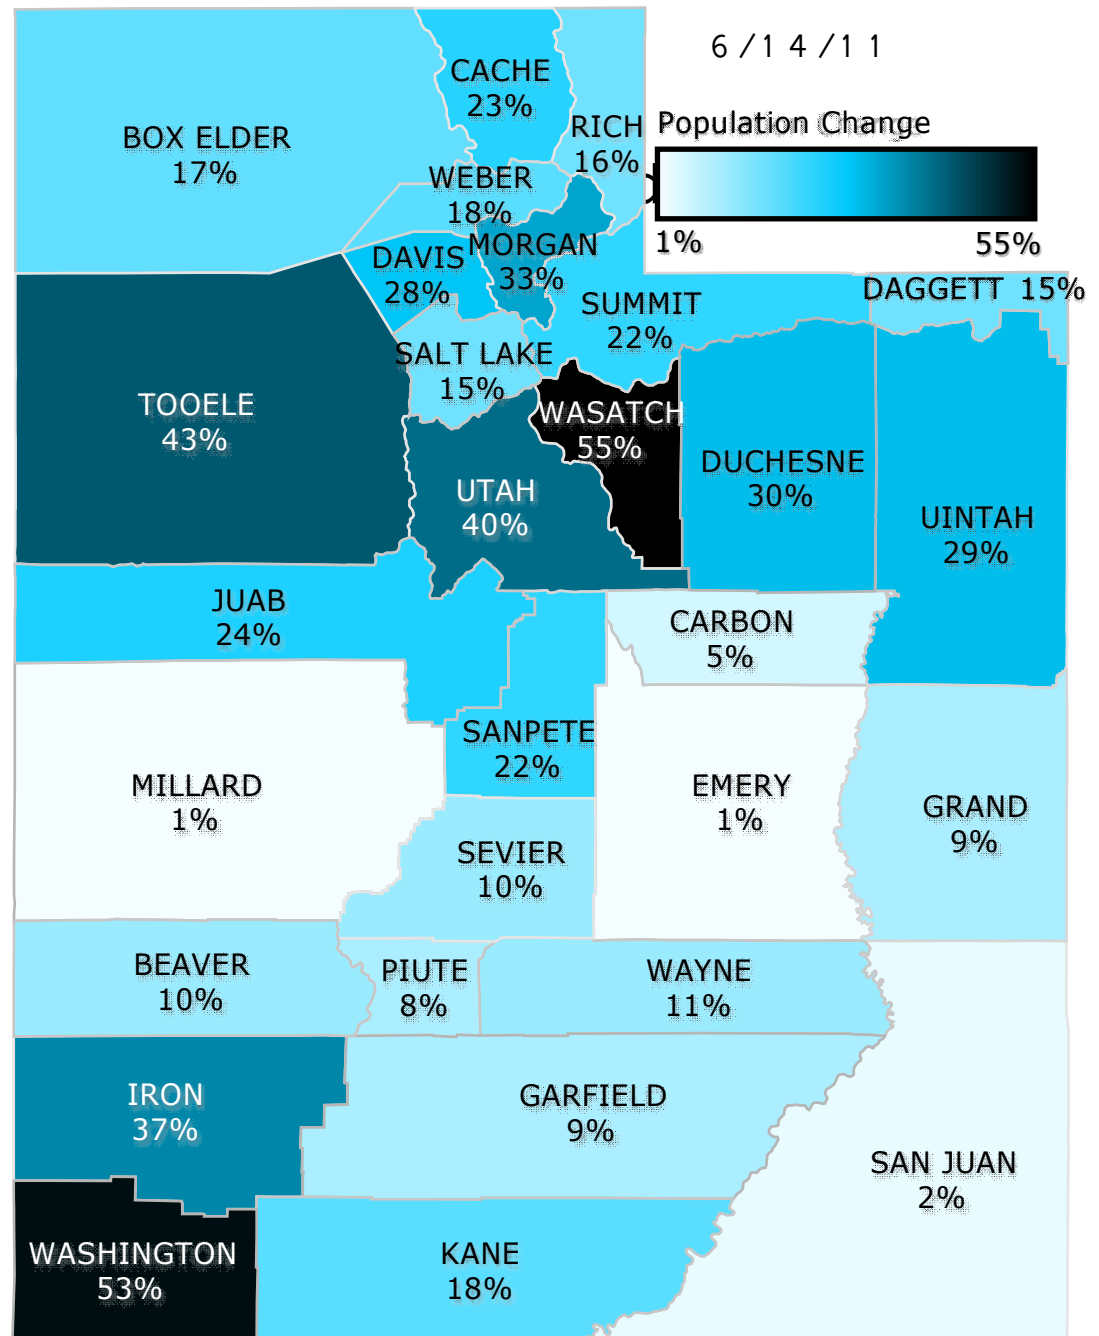 6/14/11
CACHE
23%
Population Change
RICH
16%
BOX ELDER
17%
WEBER
18%
1%
55%
MORGAN
33%
DAVIS
28%
DAGGETT 15%
SUMMIT
22%
SALT LAKE
15%
TOOELE
43%
WASATCH
55%
DUCHESNE
30%
UTAH
40%
UINTAH
29%
JUAB
24%
CARBON
5%
SANPETE
22%
MILLARD
1%
EMERY
1%
GRAND
9%
SEVIER
10%
BEAVER
10%
PIUTE
8%
WAYNE
11%
IRON
37%
GARFIELD
9%
SAN JUAN
2%
WASHINGTON
53%
KANE
18%